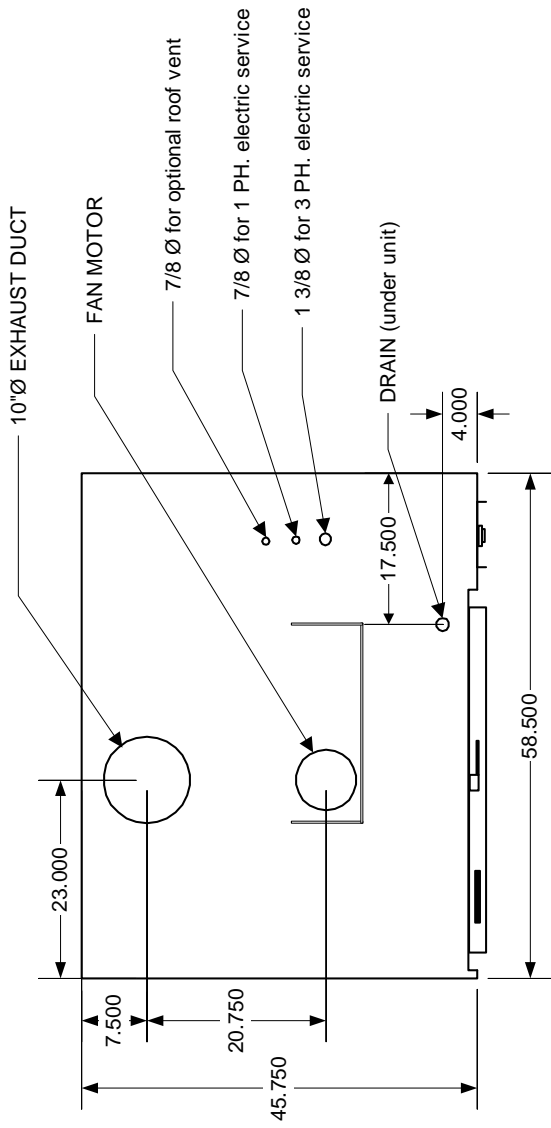 10"Ø EXHAUST DUCT
FAN MOTOR
7/8 Ø for optional roof vent
7/8 Ø for 1 PH. electric service
1 3/8 Ø for 3 PH. electric service
DRAIN (under unit)
4.000
17.500
58.500
23.000
7.500
20.750
45.750